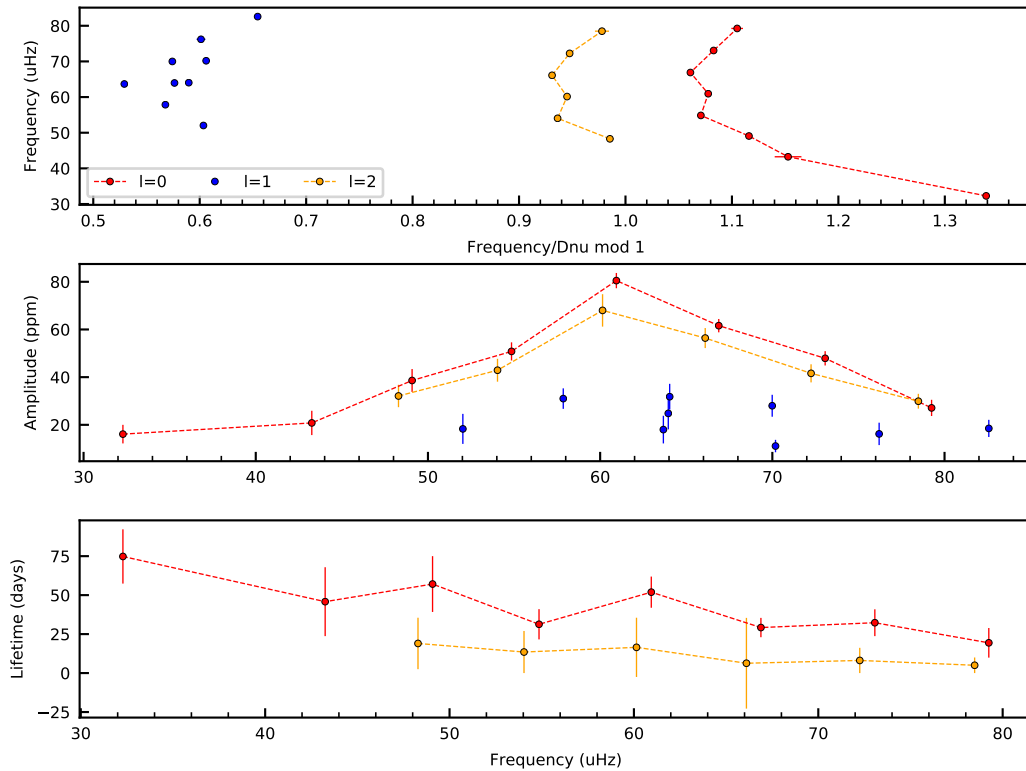 Frequency (uHz)
80
70
60
50
40
30
l=0 l=1 l=2
0.5 0.6 0.7 0.8 0.9 1.0 1.1 1.2 1.3
Frequency/Dnu mod 1
Amplitude (ppm)
80
60
40
20
30 40 50 60 70 80
Lifetime (days)
75
50
25
0
−25
30 40 50 60 70 80
Frequency (uHz)